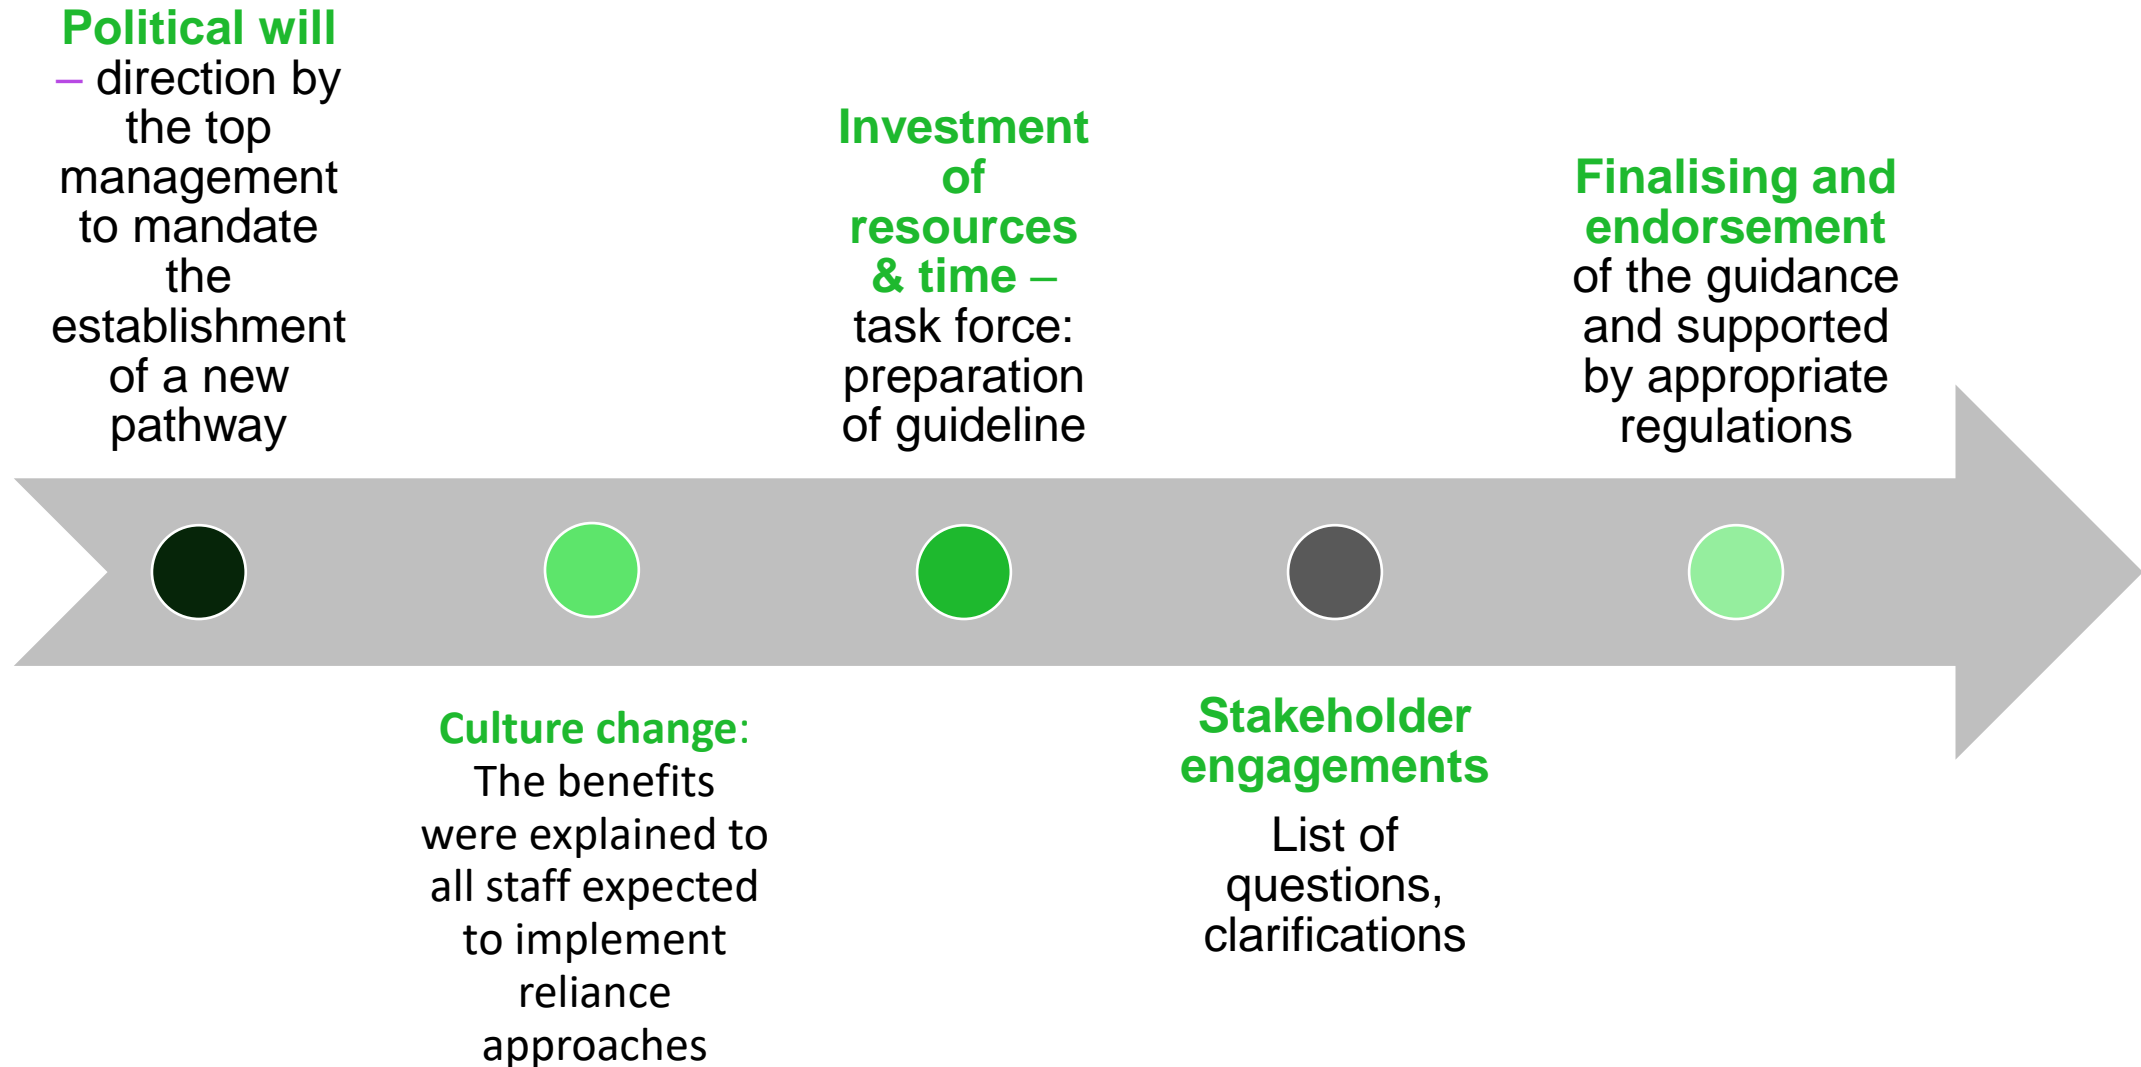 Political will
– direction by
the top
management
to mandate
the
establishment
of a new
pathway
Culture change:
The benefits
were explained to
all staff expected
to implement
reliance
approaches
Investment
of
resources
& time –
task force:
preparation
of guideline
Stakeholder
engagements
List of
questions,
clarifications
Finalising and
endorsement
of the guidance
and supported
by appropriate
regulations